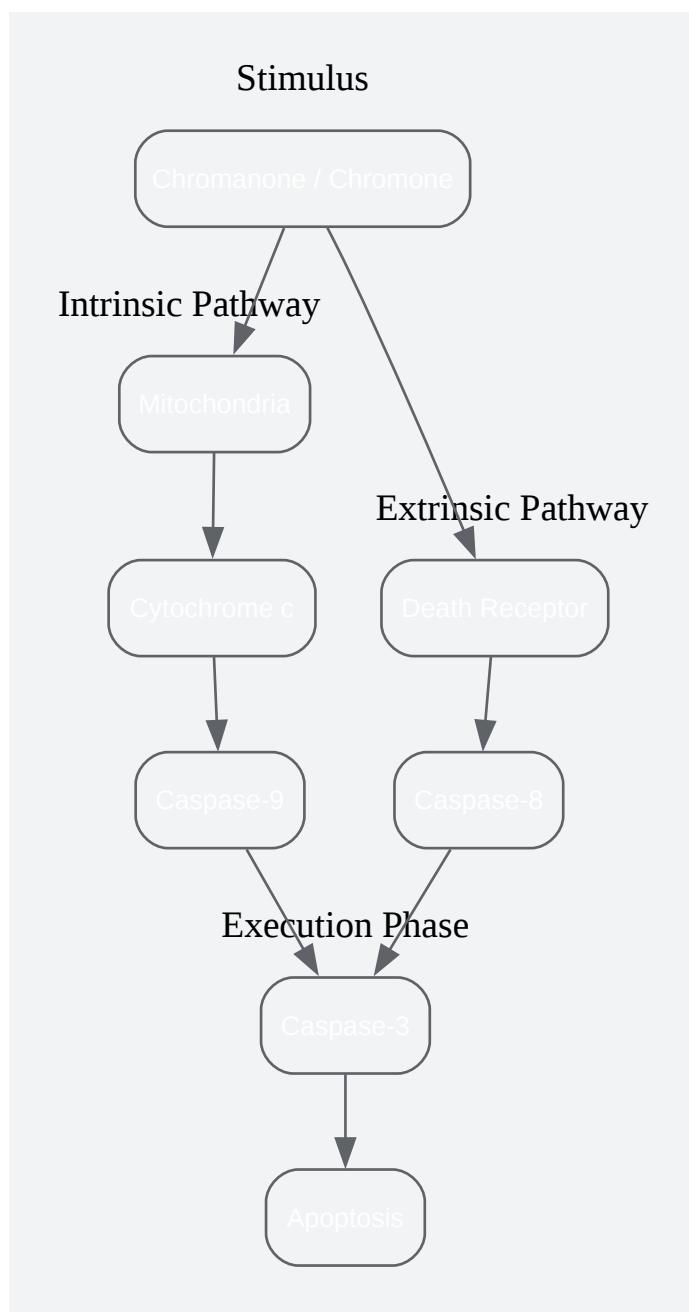 Stimulus
Chromanone / Chromone
Intrinsic Pathway
Mitochondria
Extrinsic Pathway
Cytochrome c
Death Receptor
Caspase-9
Caspase-8
Execution Phase
Caspase-3
Apoptosis